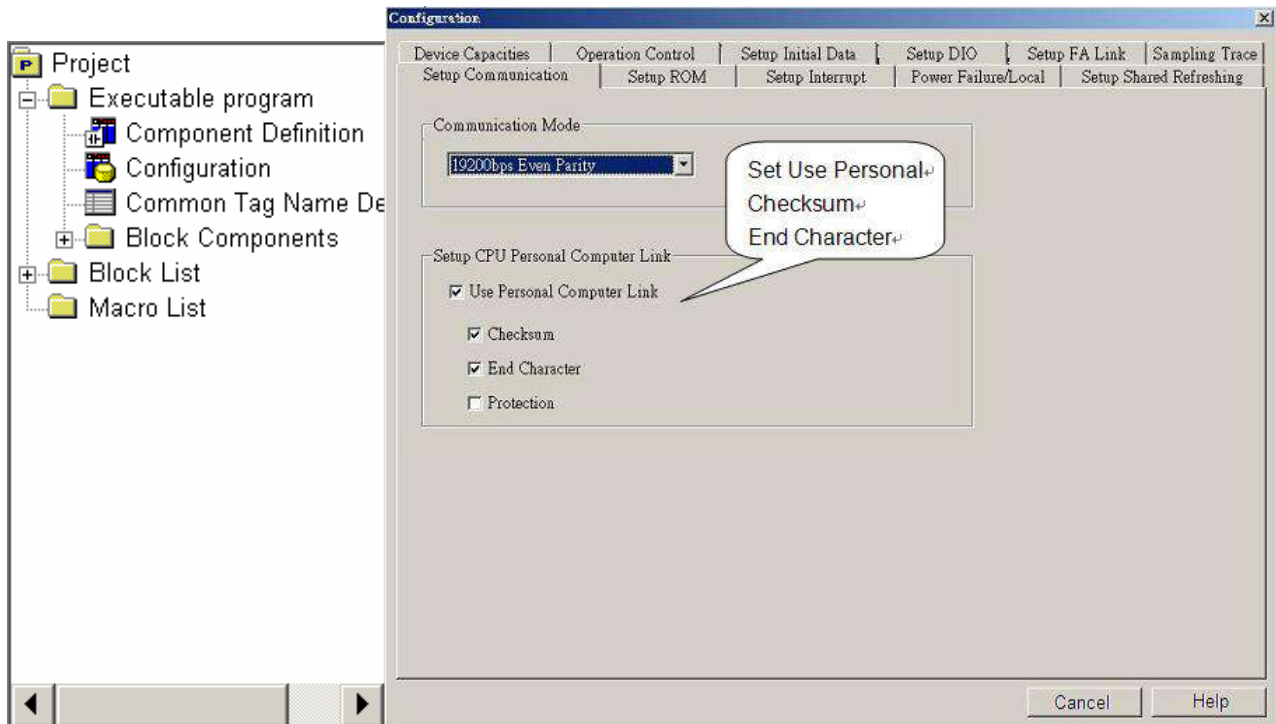 Project
Executable program
Component Definition
Configuration
Common Tag Name De
Block Components
Block List
Macro List
Configuration
Device Capacities
Operation Control
Setup Initial Data
Setup DIO
Setup FA Link
Sampling Trace
Setup Communication
Setup ROM
Setup Interrupt
Power Failure/Local
Setup Shared Refreshing
Communication Mode
19200bps Even Parity
Set Use Personal↵
Checksum↵
End Character↵
Setup CPU Personal Computer Link
Use Personal Computer Link
Checksum
End Character
Protection
Cancel
Help